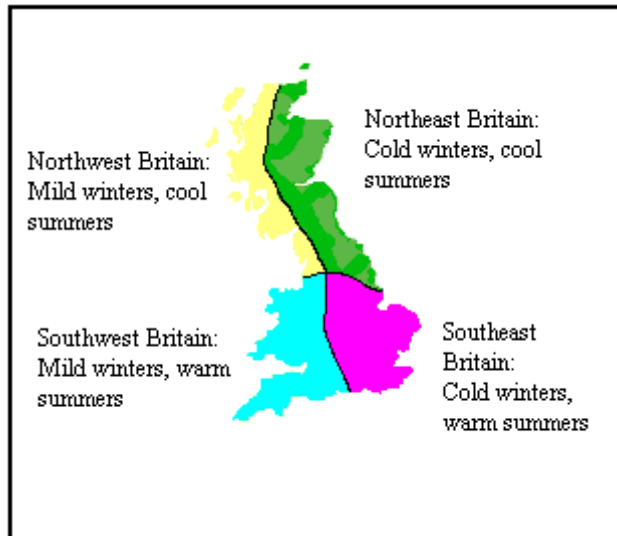 Northeast Britain:
Cold winters, cool
summers
Northwest Britain:
Mild winters, cool
summers
Southwest Britain:
Mild winters, warm
summers
Southeast
Britain:
Cold winters,
warm summers